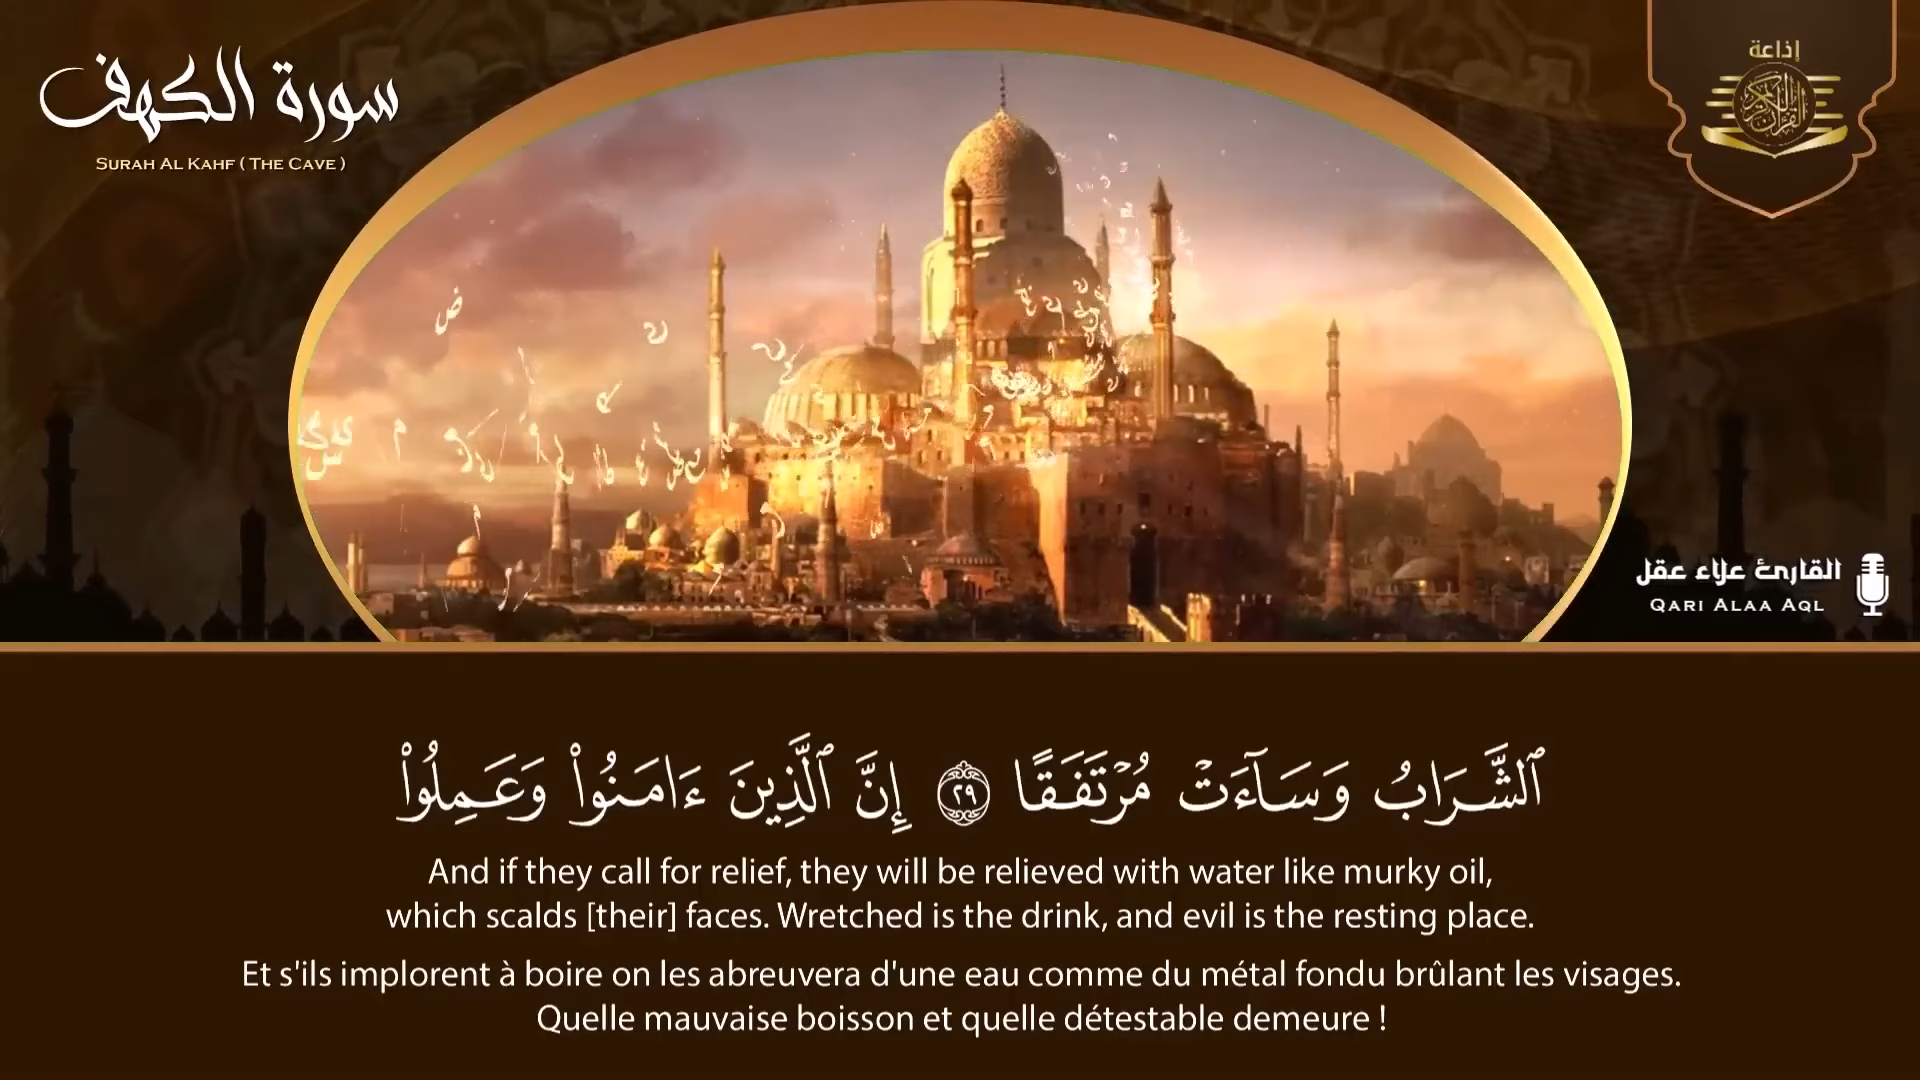 سورة الكهف
SURAH AL KAHF ( THE CAVE )
إذاعة
القرآن الكريم
القارئ علاء عقل
QARI ALAA AQL
ٱلشَّرَابُ وَسَآءَتْ مُرْتَفَقًا ٢٩ إِنَّ ٱلَّذِينَ ءَامَنُوا۟ وَعَمِلُوا۟
And if they call for relief, they will be relieved with water like murky oil,
which scalds [their] faces. Wretched is the drink, and evil is the resting place.
Et s'ils implorent à boire on les abreuvera d'une eau comme du métal fondu brûlant les visages.
Quelle mauvaise boisson et quelle détestable demeure !